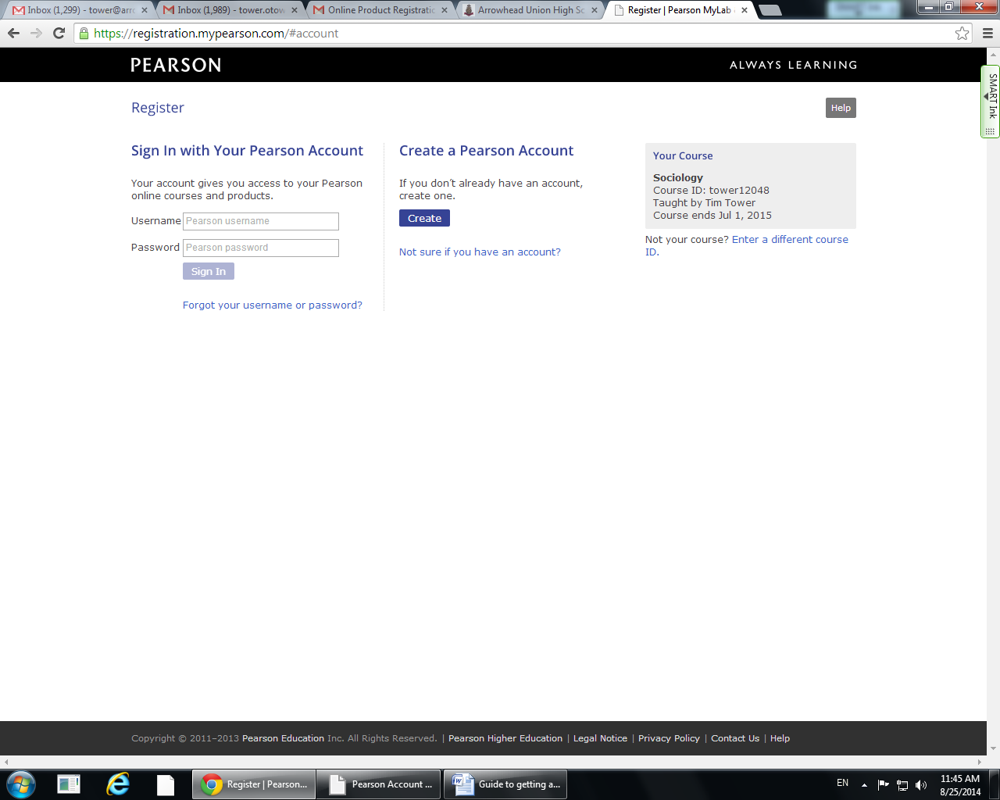 Inbox (1,299) - tower@arro
Inbox (1,989) - tower.otow
Online Product Registratio
Arrowhead Union High Sc
Register | Pearson MyLab
https://registration.mypearson.com/#account
PEARSON
ALWAYS LEARNING
SMART Ink
Register
Help
Sign In with Your Pearson Account
Your account gives you access to your Pearson
online courses and products.
Username
Pearson username
Password
Pearson password
Sign In
Forgot your username or password?
Create a Pearson Account
If you don't already have an account,
create one.
Create
Not sure if you have an account?
Your Course
Sociology
Course ID: tower12048
Taught by Tim Tower
Course ends Jul 1, 2015
Not your course? Enter a different course
ID.
Copyright © 2011–2013 Pearson Education Inc. All Rights Reserved. | Pearson Higher Education | Legal Notice | Privacy Policy | Contact Us | Help
Register | Pearson...
Pearson Account ...
Guide to getting a...
EN
11:45 AM
8/25/2014